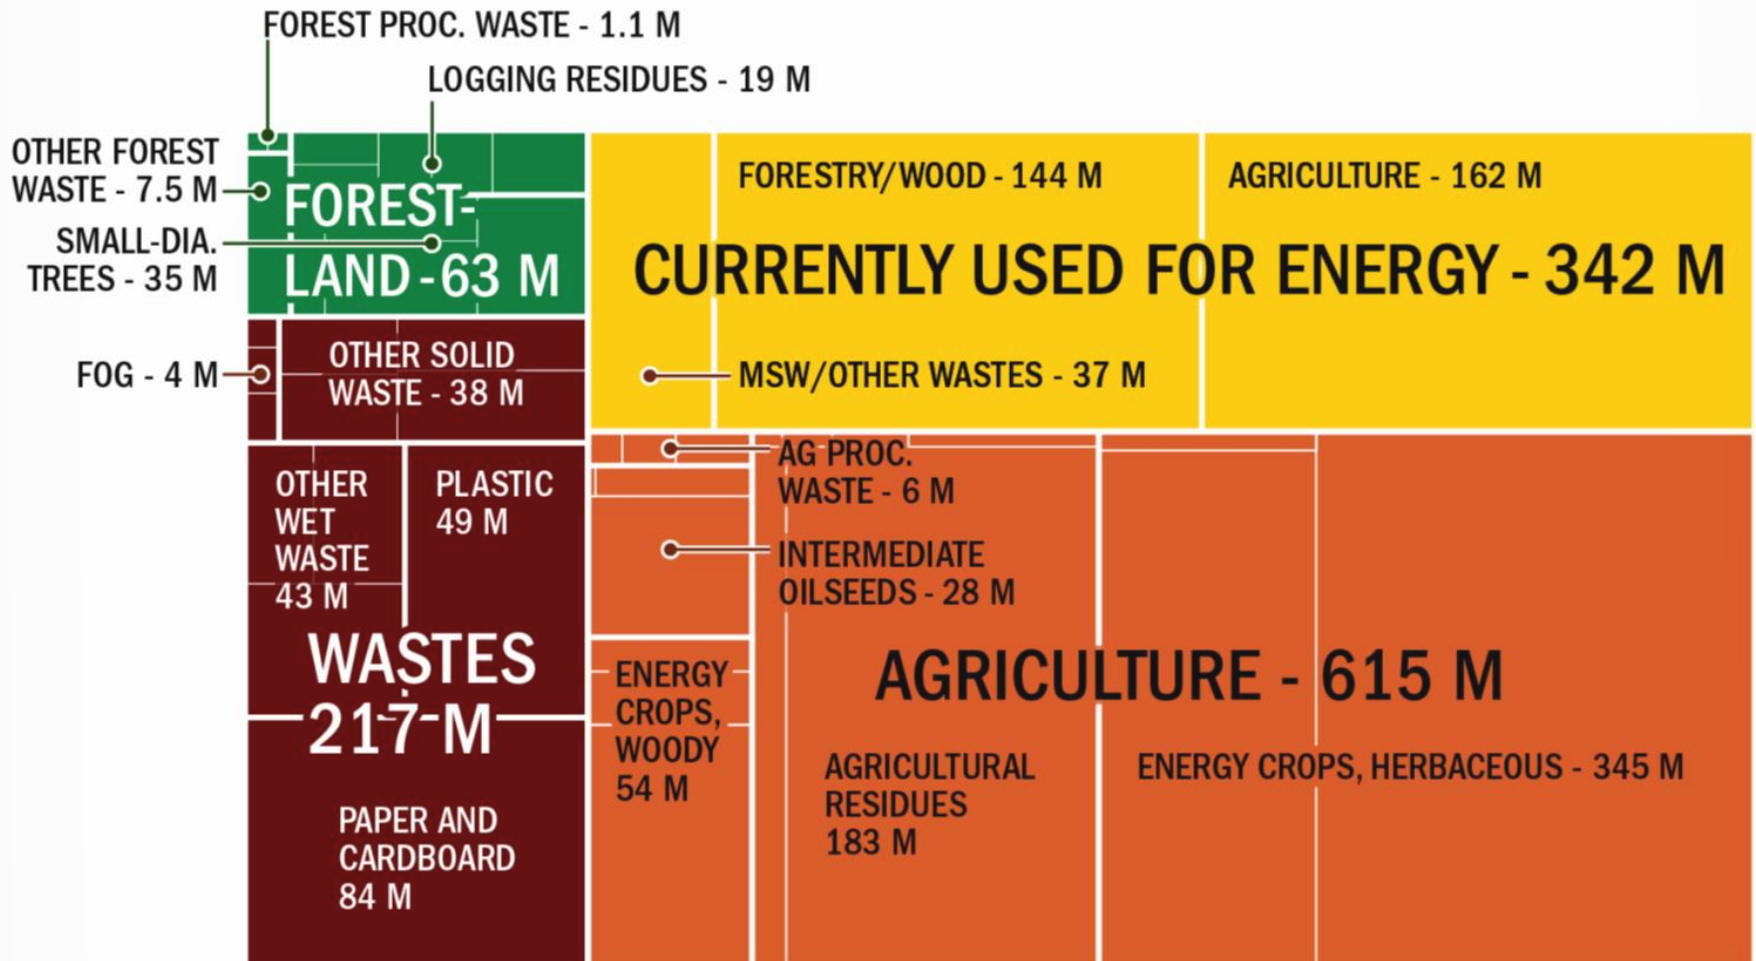 FOREST PROC. WASTE - 1.1 M
LOGGING RESIDUES - 19 M
OTHER FOREST
WASTE - 7.5 M
SMALL-DIA.
TREES - 35 M
FOREST-
LAND - 63 M
FORESTRY/WOOD - 144 M
AGRICULTURE - 162 M
CURRENTLY USED FOR ENERGY - 342 M
MSW/OTHER WASTES - 37 M
FOG - 4 M
OTHER SOLID
WASTE - 38 M
OTHER
WET
WASTE
43 M
PLASTIC
49 M
WASTES
217 M
PAPER AND
CARDBOARD
84 M
AG PROC.
WASTE - 6 M
INTERMEDIATE
OILSEEDS - 28 M
ENERGY
CROPS,
WOODY
54 M
AGRICULTURE - 615 M
AGRICULTURAL
RESIDUES
183 M
ENERGY CROPS, HERBACEOUS - 345 M